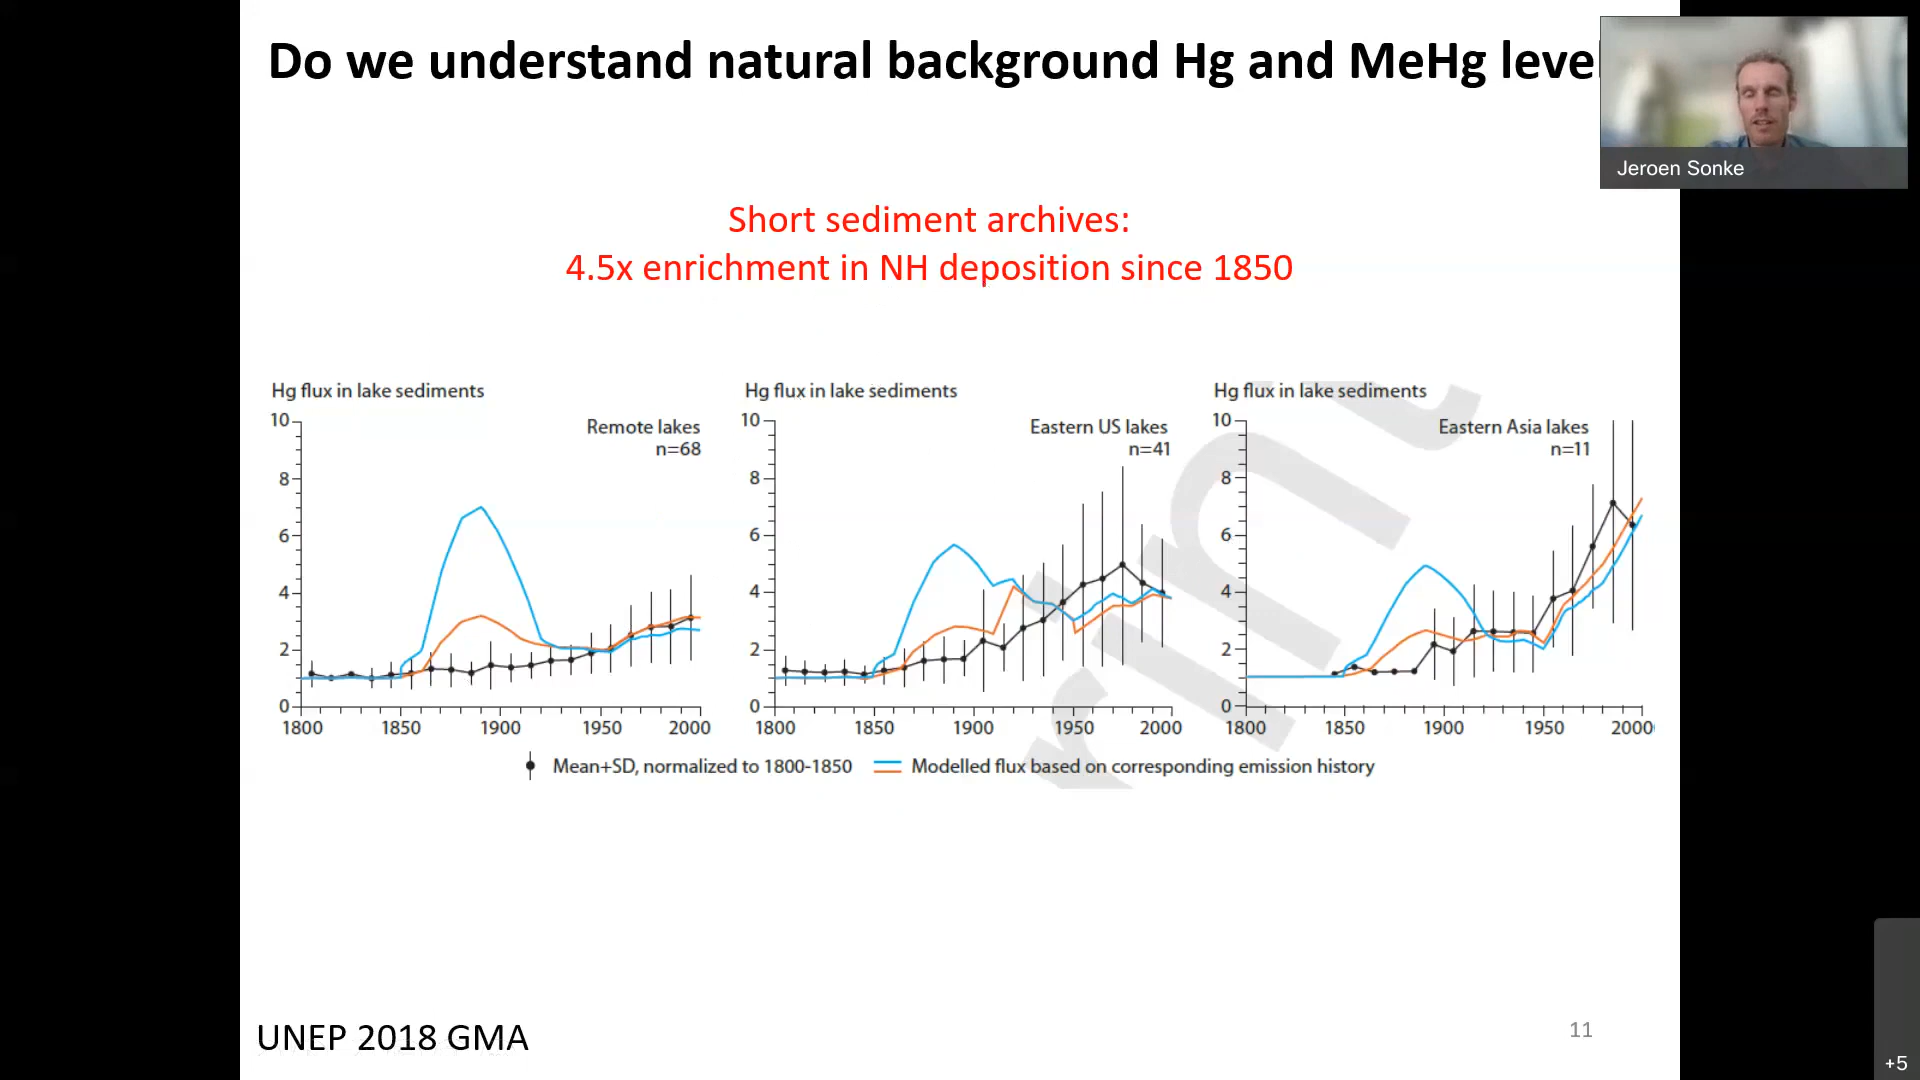 Do we understand natural background Hg and MeHg level
Jeroen Sonke
Short sediment archives:
4.5x enrichment in NH deposition since 1850
Hg flux in lake sediments
10
8
6
4
2
0
Remote lakes
n=68
1800 1850 1900 1950 2000
Hg flux in lake sediments
10
8
6
4
2
0
Eastern US lakes
n=41
1800 1850 1900 1950 2000
Hg flux in lake sediments
10
8
6
4
2
0
Eastern Asia lakes
n=11
1800 1850 1900 1950 2000
Mean+SD, normalized to 1800-1850
Modelled flux based on corresponding emission history
UNEP 2018 GMA
11
+5